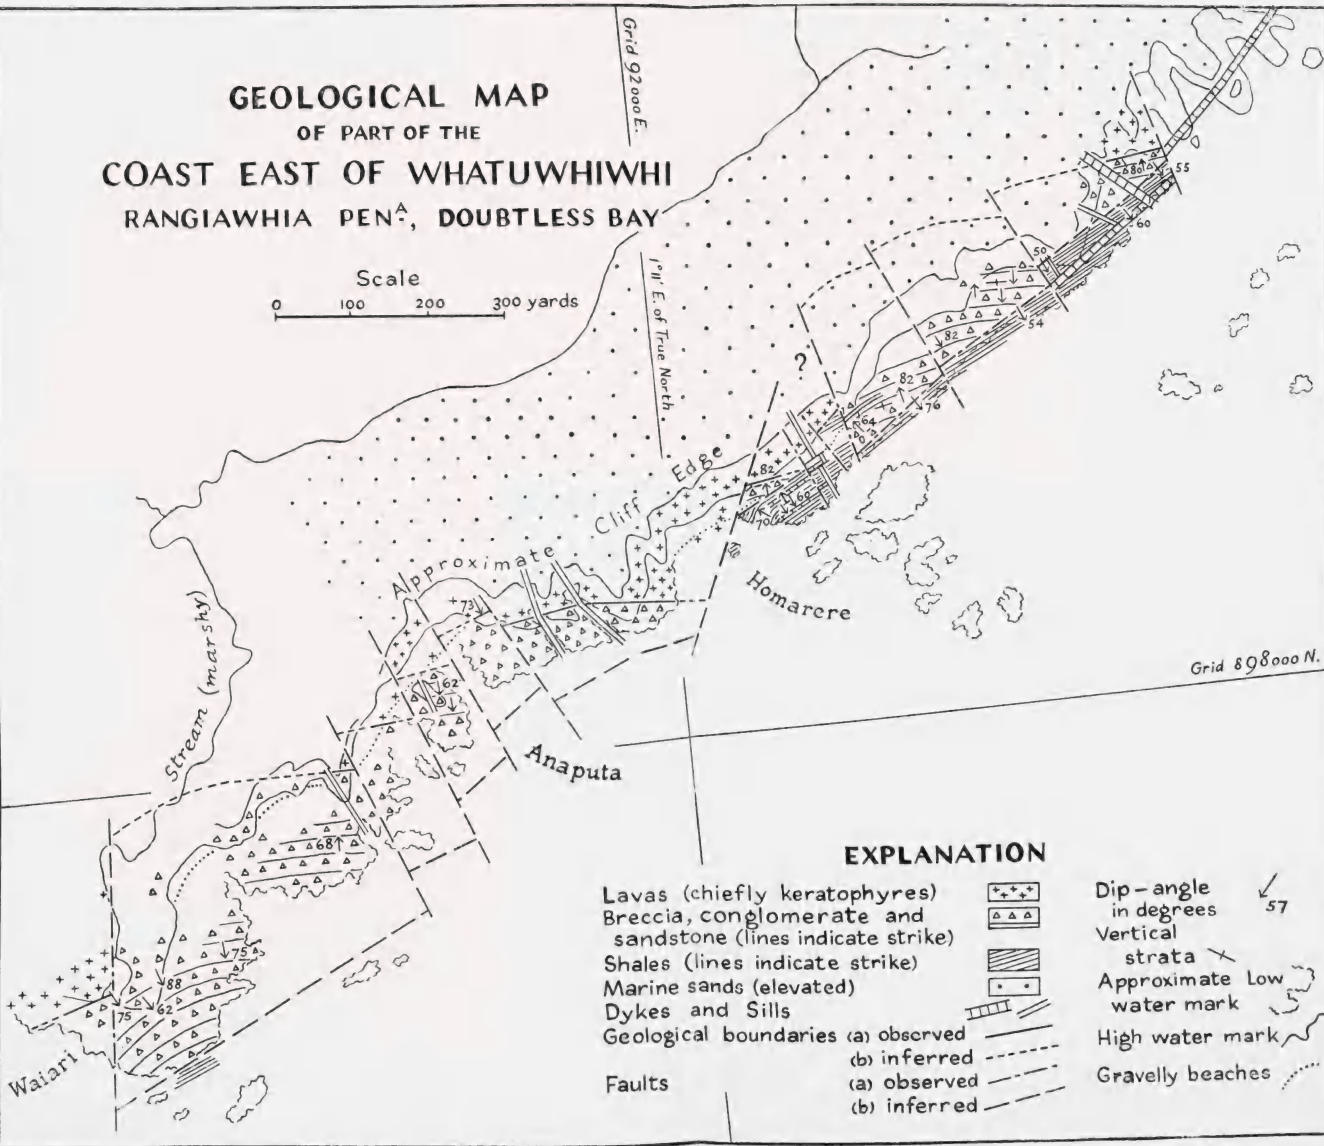 GEOLOGICAL MAP
OF PART OF THE
COAST EAST OF WHATUWHIWHI
RANGIAWHIA PENᴬ, DOUBTLESS BAY
Scale
0 100 200 300 yards
Grid 92000E.
1°11' E. of True North
?
Approximate Cliff Edge
Stream (marshy)
Homarere
Anaputa
Waiari
Grid 898000 N.
55
80
60
50
54
82
82
76
64
82
60
70
73
62
68
75
88
75
62
EXPLANATION
Lavas (chiefly keratophyres)
Breccia, conglomerate and
sandstone (lines indicate strike)
Shales (lines indicate strike)
Marine sands (elevated)
Dykes and Sills
Geological boundaries (a) observed
(b) inferred
Faults (a) observed
(b) inferred
Dip-angle
in degrees 57
Vertical
strata
Approximate Low
water mark
High water mark
Gravelly beaches